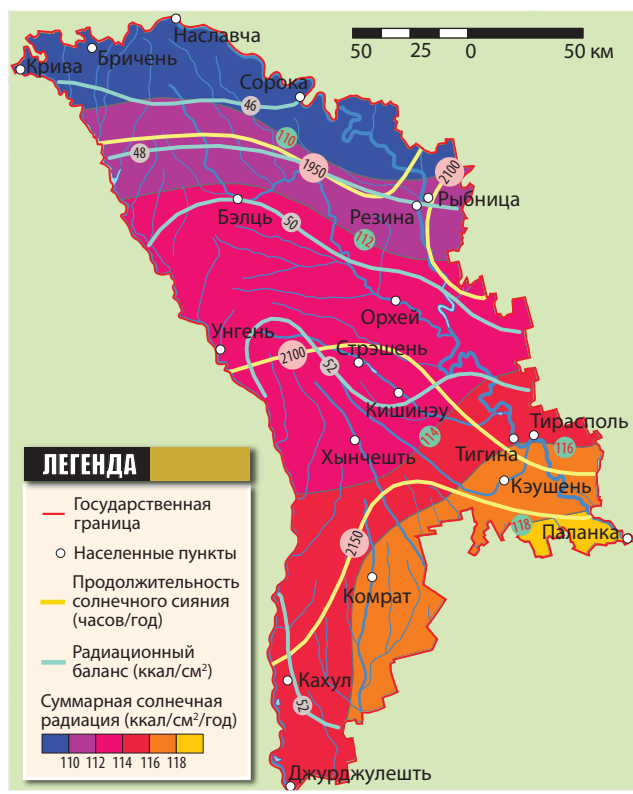 Наславча
Бричень
Крива
Сорока
50 25 0 50 км
46
110
48
1950
2100
Рыбница
Резина
Бэлць
50
112
Орхей
Унгень
2100
Стрэшень
52
Кишинэу
114
Тирасполь
116
Тигина
Хынчешть
Кэушень
118
Паланка
2150
Комрат
Кахул
52
Джурджулешть
ЛЕГЕНДА
Государственная
граница
Населенные пункты
Продолжительность
солнечного сияния
(часов/год)
Радиационный
баланс (ккал/см²)
Суммарная солнечная
радиация (ккал/см²/год)
110 112 114 116 118